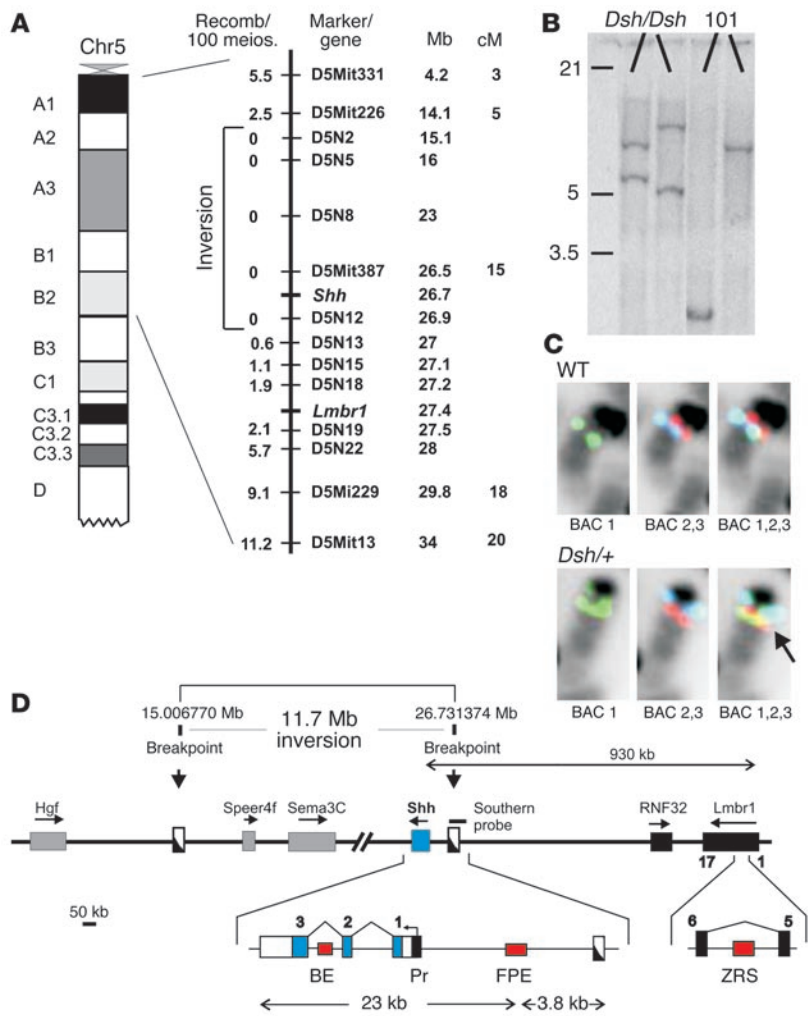 A
Recomb/ 100 meios.
Marker/ gene
Mb
cM
Chr5
A1
A2
A3
B1
B2
B3
C1
C3.1
C3.2
C3.3
D
Inversion
5.5 D5Mit331 4.2 3
2.5 D5Mit226 14.1 5
0 D5N2 15.1
0 D5N5 16
0 D5N8 23
0 D5Mit387 26.5 15
Shh 26.7
0 D5N12 26.9
0.6 D5N13 27
1.1 D5N15 27.1
1.9 D5N18 27.2
Lmbr1 27.4
2.1 D5N19 27.5
5.7 D5N22 28
9.1 D5Mi229 29.8 18
11.2 D5Mit13 34 20
B
Dsh/Dsh 101
21
5
3.5
C
WT
BAC 1 BAC 2,3 BAC 1,2,3
Dsh/+
BAC 1 BAC 2,3 BAC 1,2,3
D
15.006770 Mb 11.7 Mb 26.731374 Mb
inversion
Breakpoint Breakpoint
930 kb
Hgf Speer4f Sema3C Shh Southern probe RNF32 Lmbr1
17 1
50 kb
3 2 1 6 5
BE Pr FPE ZRS
23 kb 3.8 kb